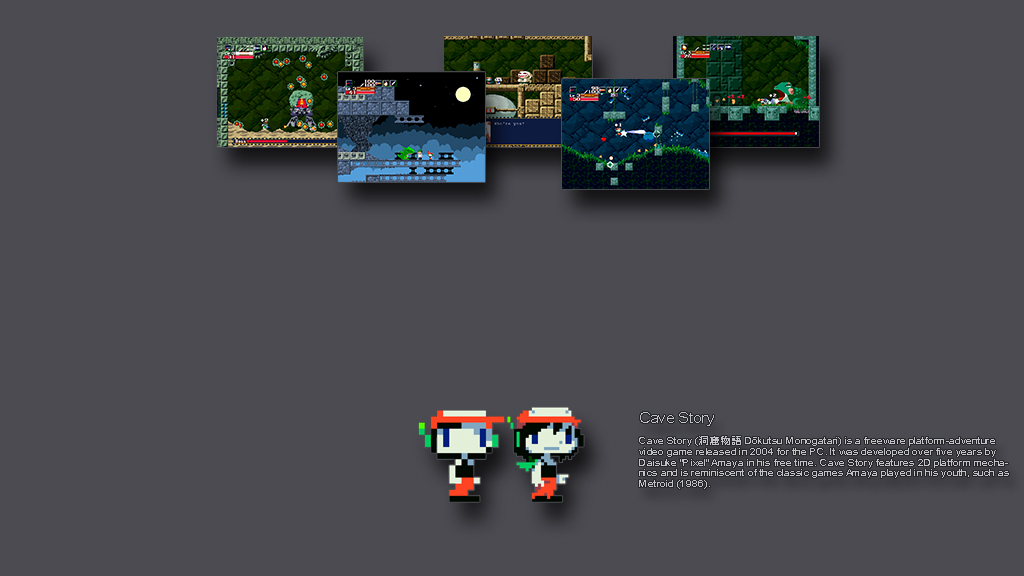 Cave Story
Cave Story (洞窟物語 Dōkutsu Monogatari) is a freeware platform-adventure
video game released in 2004 for the PC. It was developed over five years by
Daisuke "Pixel" Amaya in his free time. Cave Story features 2D platform mecha-
nics and is reminiscent of the classic games Amaya played in his youth, such as
Metroid (1986).